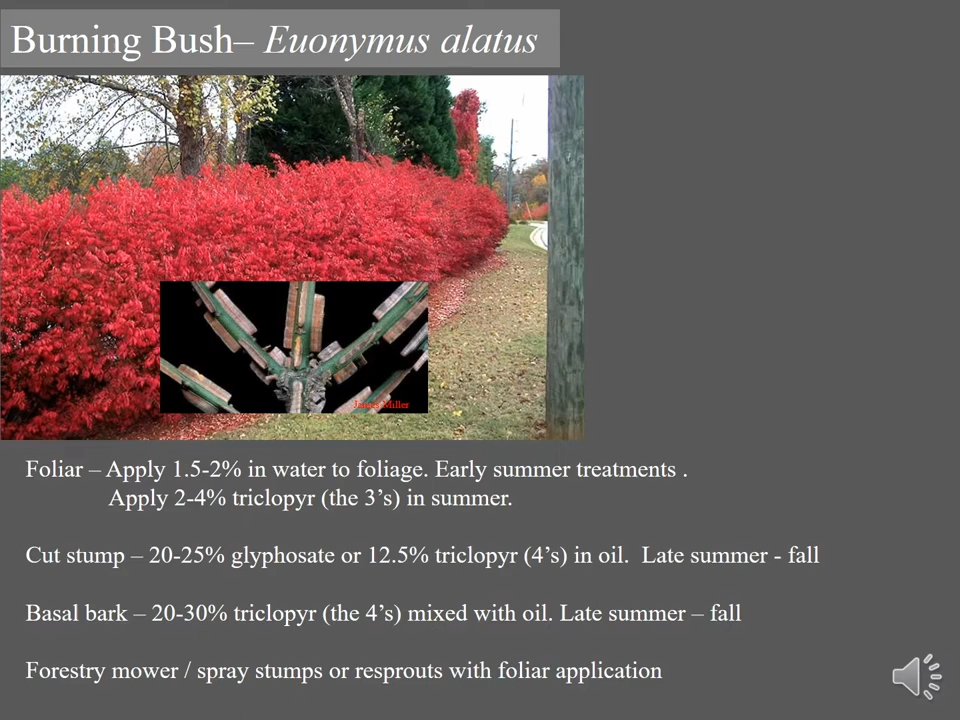 Burning Bush– Euonymus alatus
James Miller
Foliar – Apply 1.5-2% in water to foliage. Early summer treatments .
Apply 2-4% triclopyr (the 3’s) in summer.
Cut stump – 20-25% glyphosate or 12.5% triclopyr (4’s) in oil.  Late summer - fall
Basal bark – 20-30% triclopyr (the 4’s) mixed with oil. Late summer – fall
Forestry mower / spray stumps or resprouts with foliar application